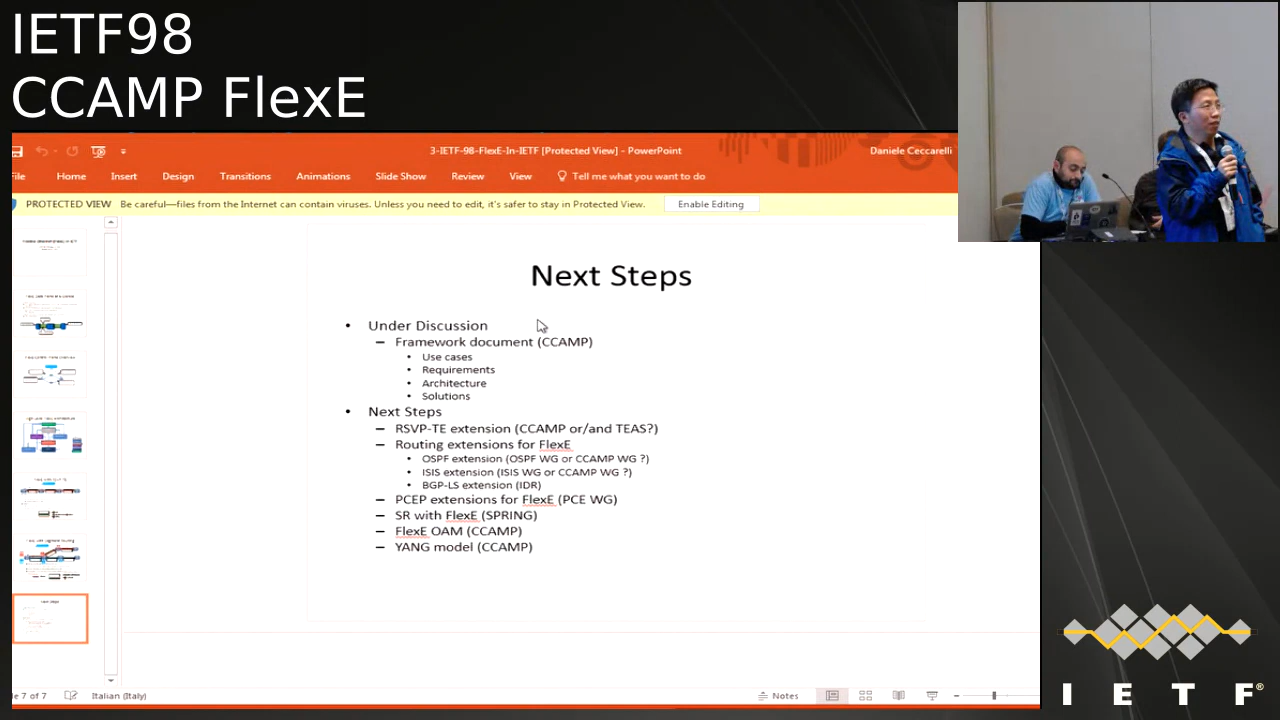 IETF98
CCAMP FlexE
3-IETF-98-FlexE-In-IETF [Protected View] - PowerPoint
Daniele Ceccarelli
ile Home Insert Design Transitions Animations Slide Show Review View Tell me what you want to do
PROTECTED VIEW Be careful—files from the Internet can contain viruses. Unless you need to edit, it's safer to stay in Protected View. Enable Editing
Next Steps
• Under Discussion
– Framework document (CCAMP)
• Use cases
• Requirements
• Architecture
• Solutions
• Next Steps
– RSVP-TE extension (CCAMP or/and TEAS?)
– Routing extensions for FlexE
• OSPF extension (OSPF WG or CCAMP WG ?)
• ISIS extension (ISIS WG or CCAMP WG ?)
• BGP-LS extension (IDR)
– PCEP extensions for FlexE (PCE WG)
– SR with FlexE (SPRING)
– FlexE OAM (CCAMP)
– YANG model (CCAMP)
Next Steps
e 7 of 7 Italian (Italy) Notes
I E T F®